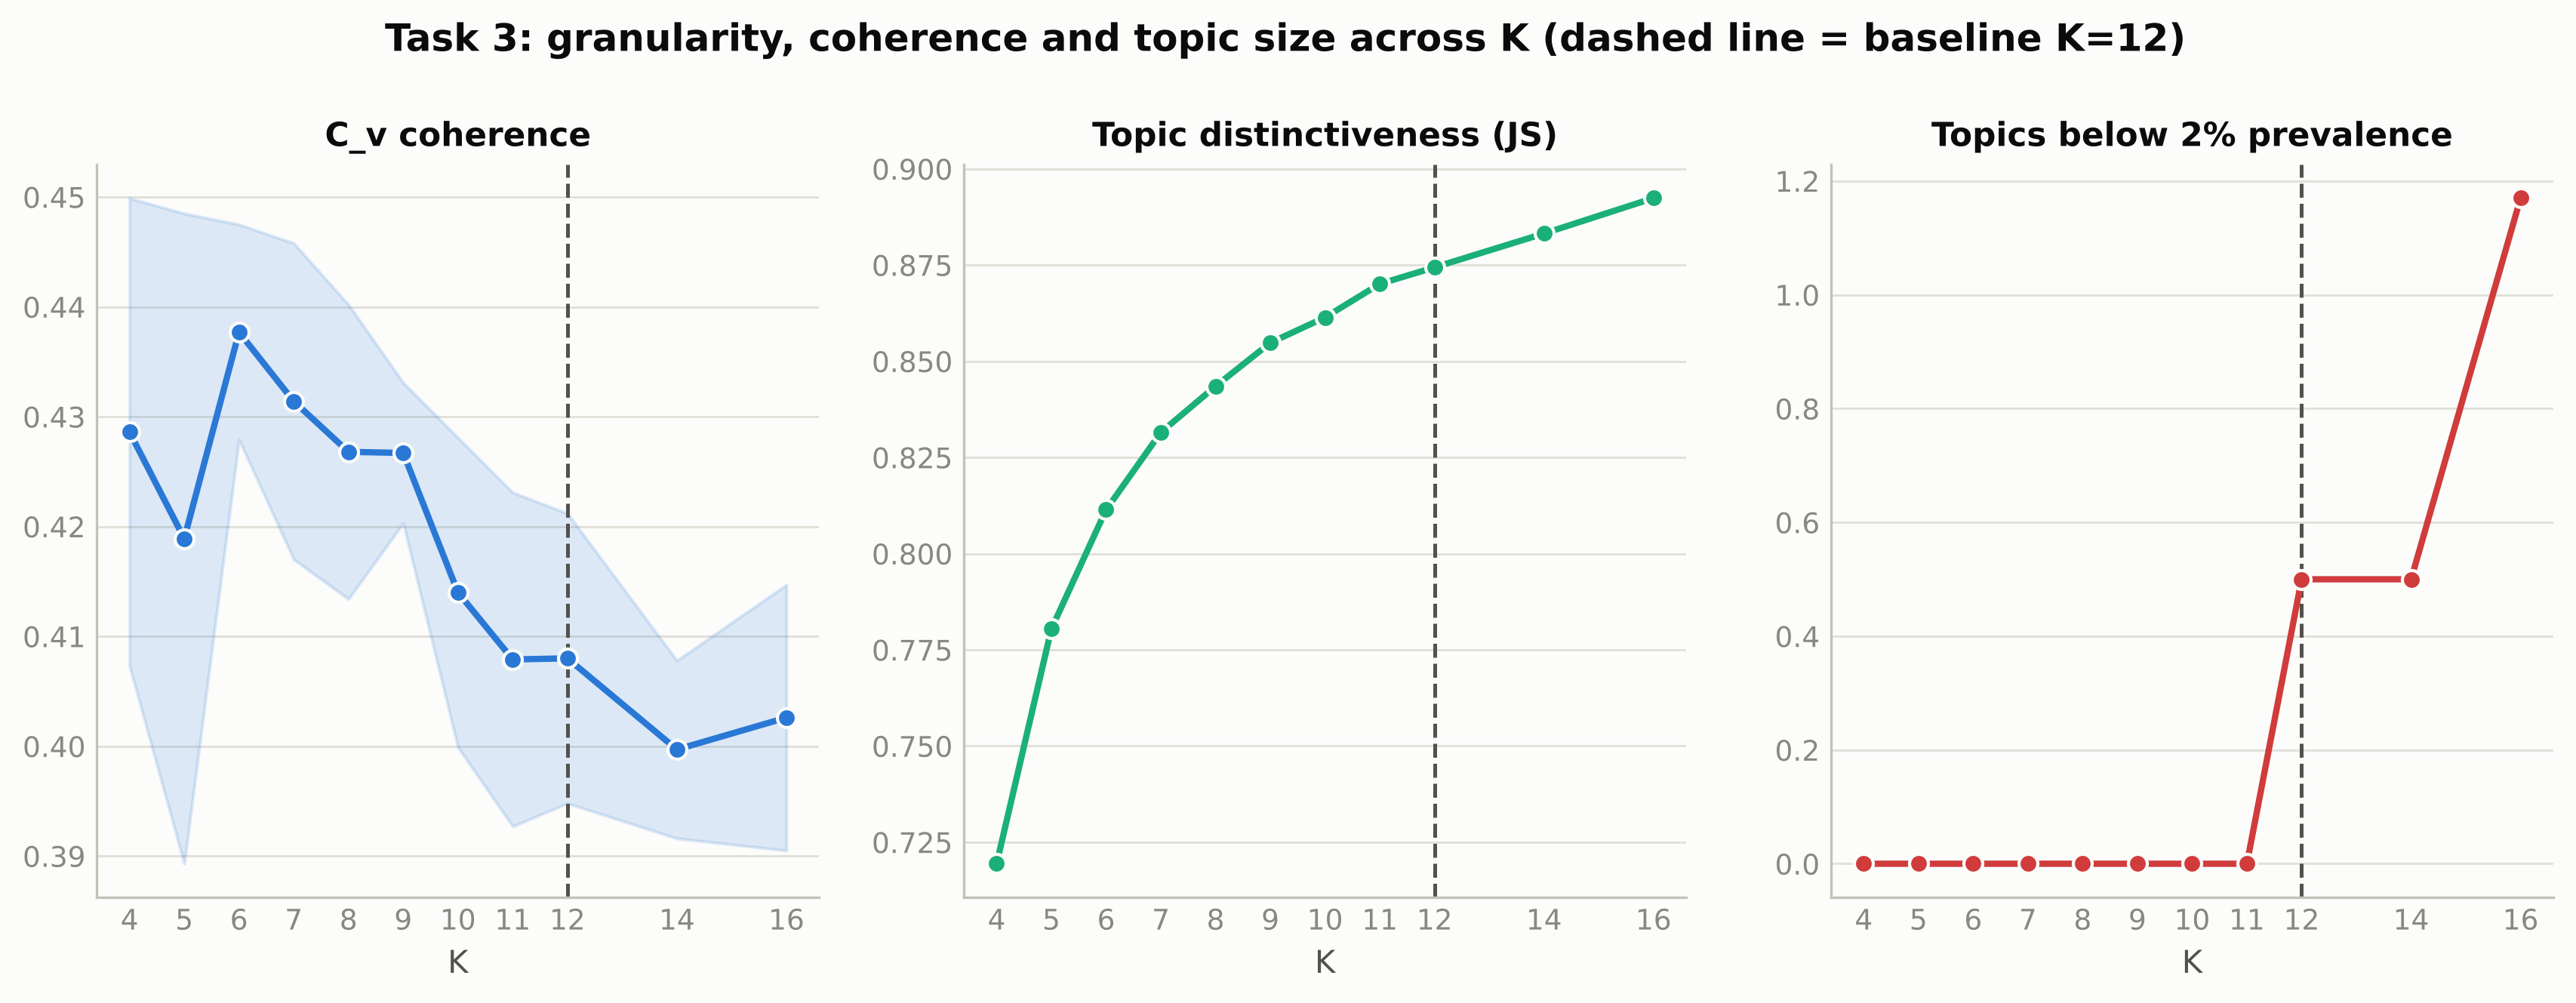 Task 3: granularity, coherence and topic size across K (dashed line = baseline K=12)
C_v coherence
0.45
0.44
0.43
0.42
0.41
0.40
0.39
4 5 6 7 8 9 10 11 12 14 16
K
Topic distinctiveness (JS)
0.900
0.875
0.850
0.825
0.800
0.775
0.750
0.725
4 5 6 7 8 9 10 11 12 14 16
K
Topics below 2% prevalence
1.2
1.0
0.8
0.6
0.4
0.2
0.0
4 5 6 7 8 9 10 11 12 14 16
K